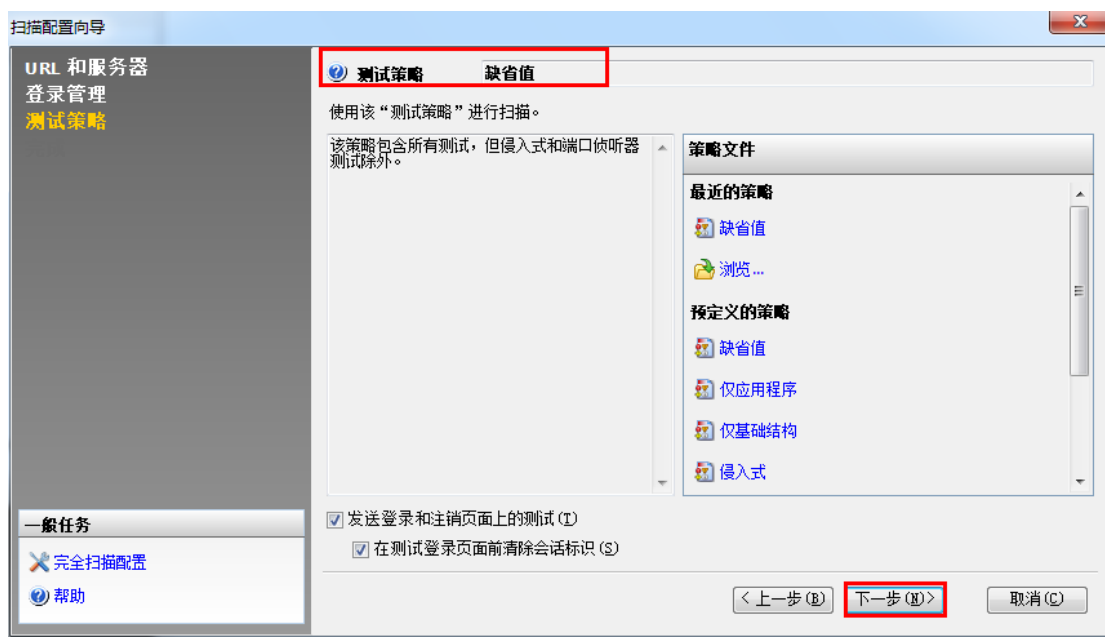 扫描配置向导
URL 和服务器
登录管理
测试策略
测试策略 缺省值
使用该“测试策略”进行扫描。
该策略包含所有测试，但侵入式和端口侦听器
测试除外。
策略文件
最近的策略
缺省值
浏览...
预定义的策略
缺省值
仅应用程序
仅基础结构
侵入式
发送登录和注销页面上的测试(T)
在测试登录页面前清除会话标识(S)
一般任务
完全扫描配置
帮助
<上一步(B) 下一步(N)> 取消(C)